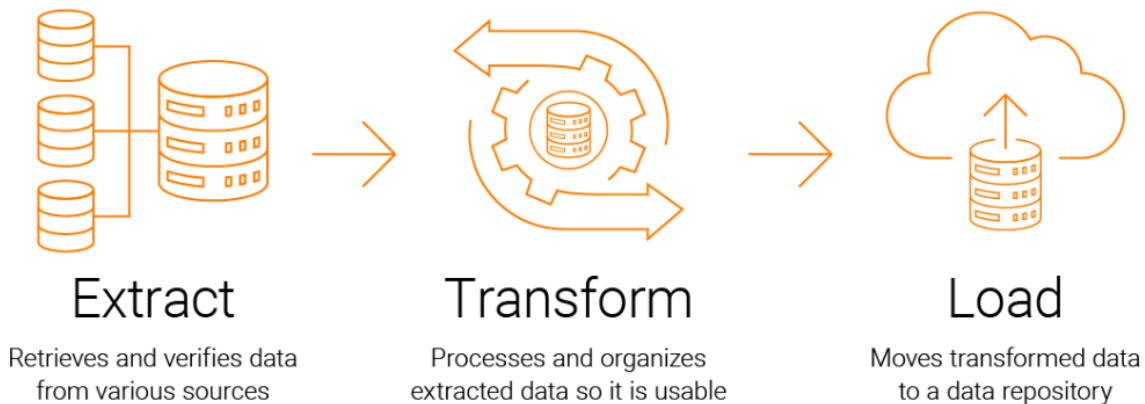 Extract
Retrieves and verifies data
from various sources
Transform
Processes and organizes
extracted data so it is usable
Load
Moves transformed data
to a data repository